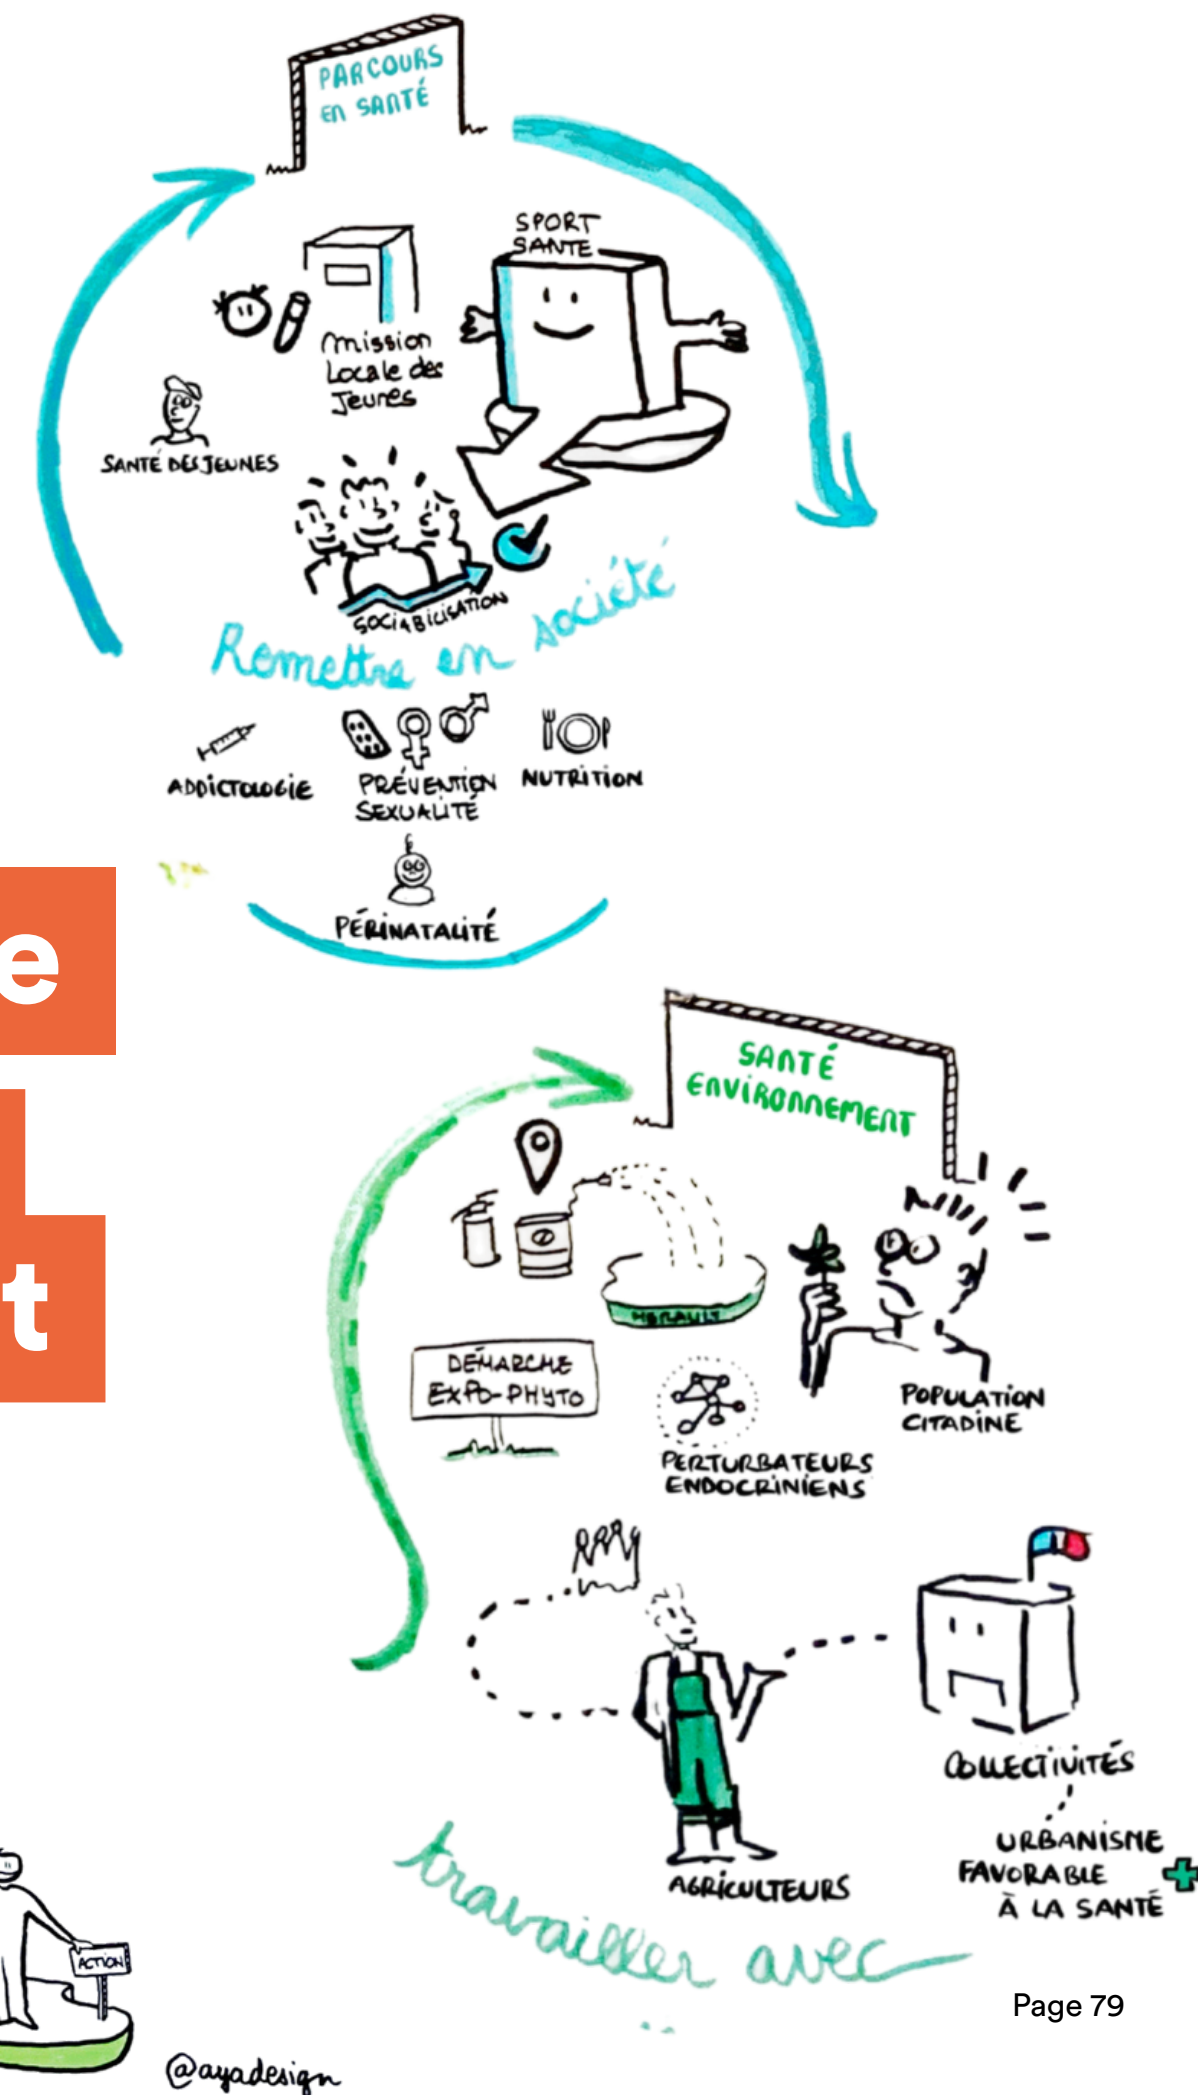 PARCOURS
EN SANTÉ
SPORT
SANTE
mission
Locale des
Jeunes
SANTÉ DES JEUNES
SOCIABILISATION
Remettre en société
ADDICTOLOGIE
PRÉVENTION
SEXUALITÉ
NUTRITION
PÉRINATALITÉ
e
t
SANTÉ
ENVIRONNEMENT
HERAULT
DÉMARCHE
EXPO-PHYTO
POPULATION
CITADINE
PERTURBATEURS
ENDOCRINIENS
COLLECTIVITÉS
URBANISME
FAVORABLE
À LA SANTÉ
AGRICULTEURS
travailler avec
ACTION
Page 79
@ayadesign